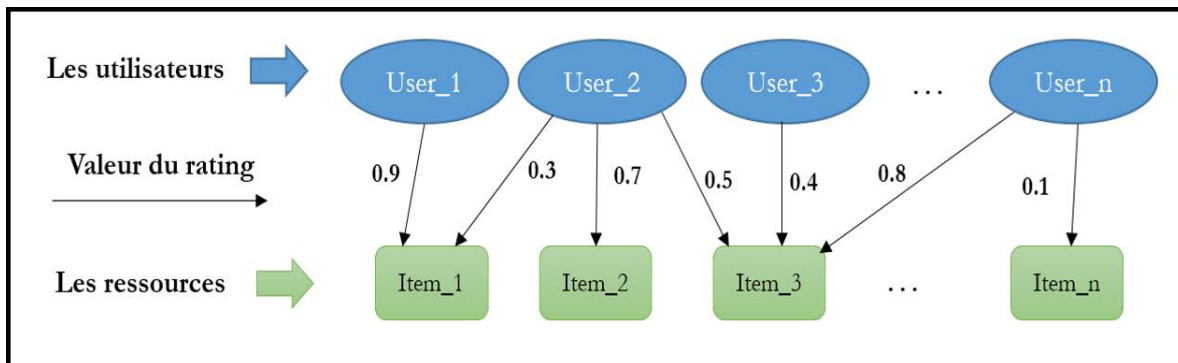 Les utilisateurs
User_1
User_2
User_3
...
User_n
Valeur du rating
0.9
0.3
0.7
0.5
0.4
0.8
0.1
Les ressources
Item_1
Item_2
Item_3
...
Item_n